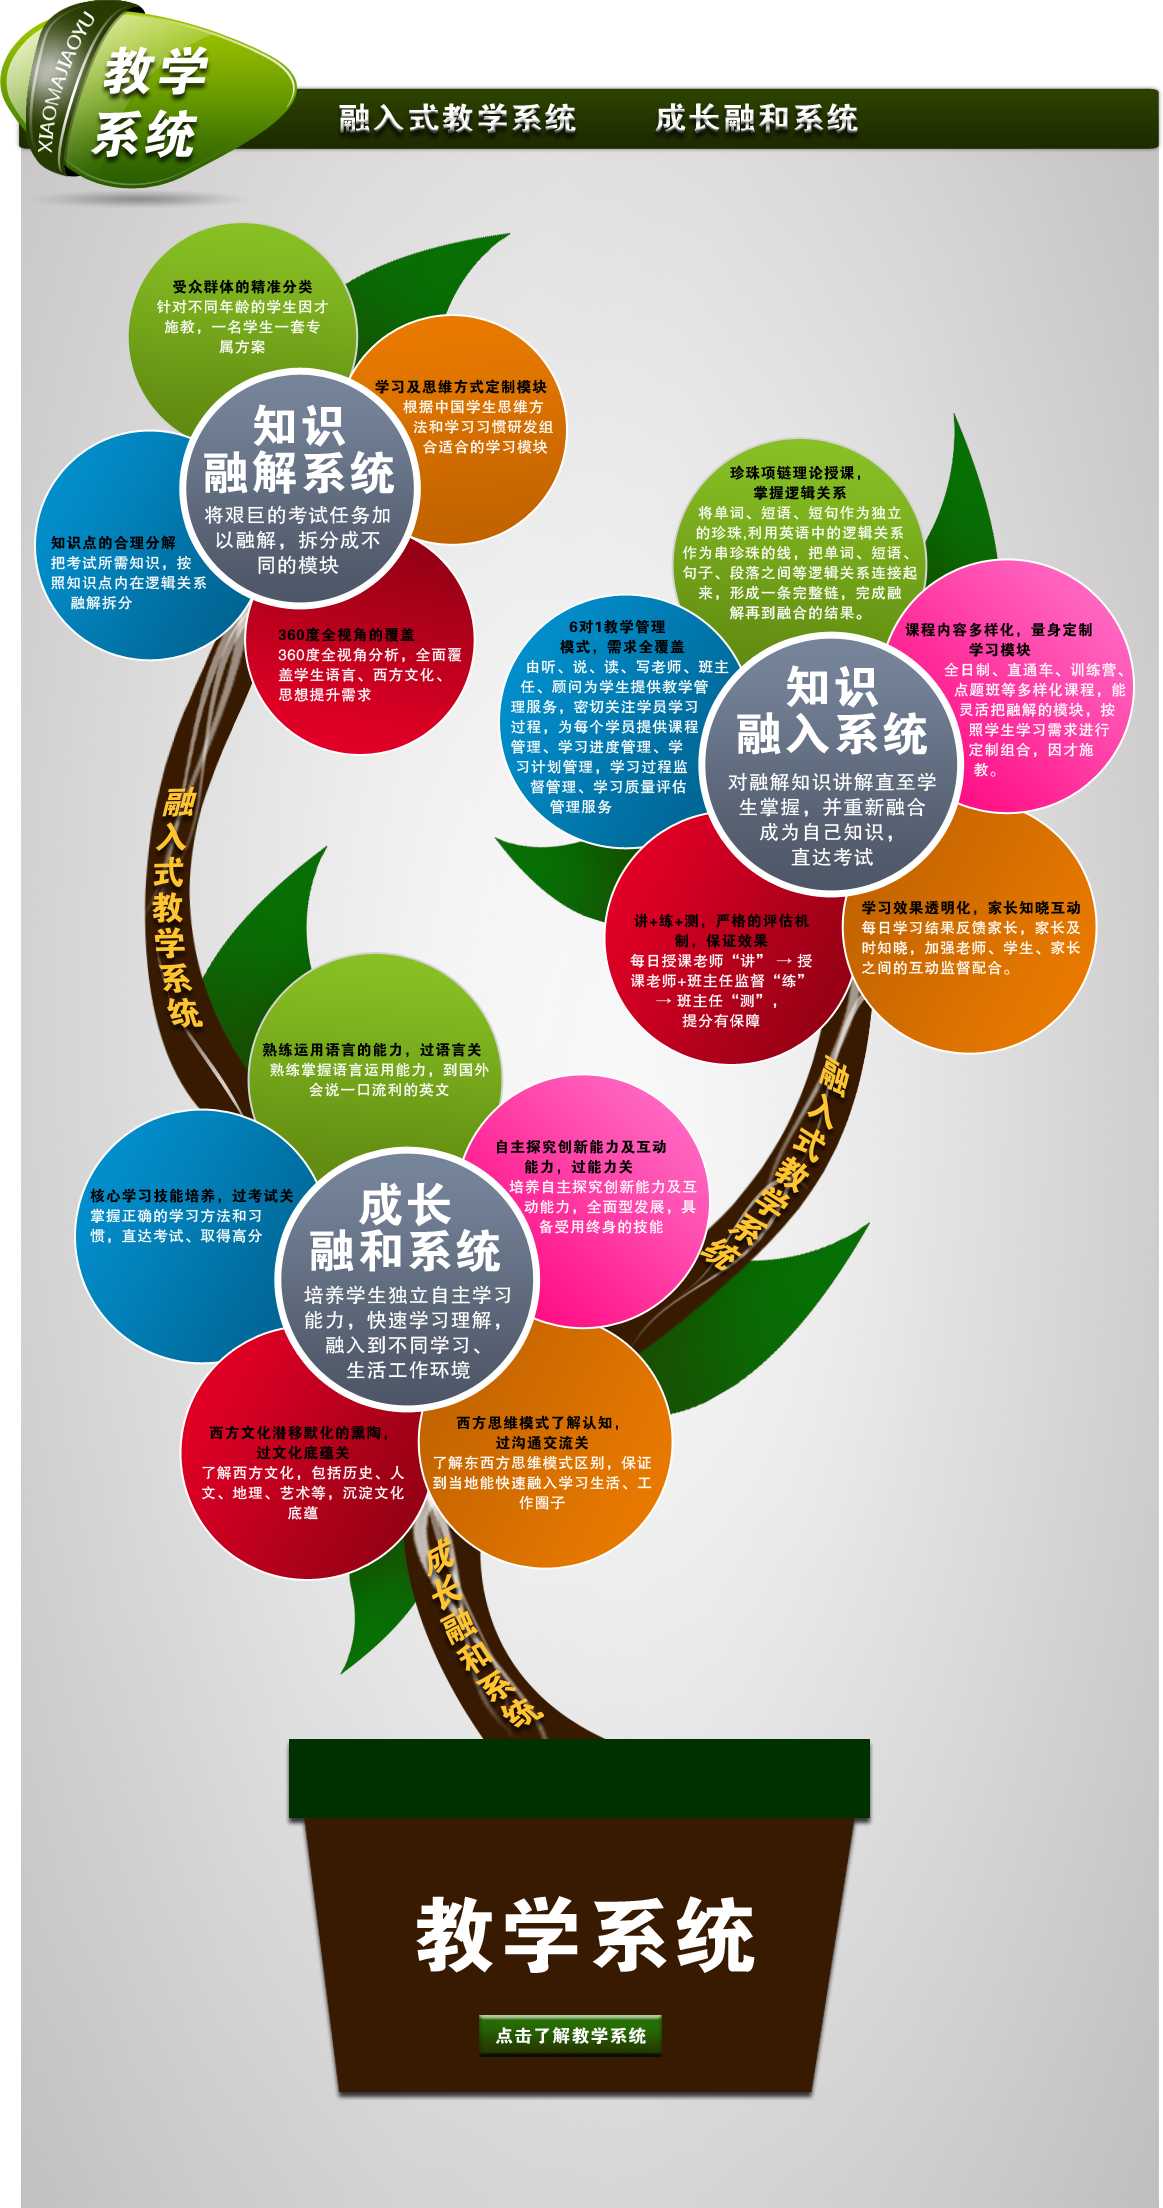 XIAOMAJIAOYU
教学
系统
融入式教学系统
成长融和系统
受众群体的精准分类
针对不同年龄的学生因才
施教，一名学生一套专
属方案
学习及思维方式定制模块
根据中国学生思维方
法和学习习惯研发组
合适合的学习模块
知识
融解系统
将艰巨的考试任务加
以融解，拆分成不
同的模块
知识点的合理分解
把考试所需知识，按
照知识点内在逻辑关系
融解拆分
360度全视角的覆盖
360度全视角分析，全面覆
盖学生语言、西方文化、
思想提升需求
珍珠项链理论授课，
掌握逻辑关系
将单词、短语、短句作为独立
的珍珠,利用英语中的逻辑关系
作为串珍珠的线，把单词、短语、
句子、段落之间等逻辑关系连接起
来，形成一条完整链，完成融
解再到融合的结果。
6对1教学管理
模式，需求全覆盖
由听、说、读、写老师、班主
任、顾问为学生提供教学管
理服务，密切关注学员学习
过程，为每个学员提供课程
管理、学习进度管理、学
习计划管理，学习过程监
督管理、学习质量评估
管理服务
课程内容多样化，量身定制
学习模块
全日制、直通车、训练营、
点题班等多样化课程，能
灵活把融解的模块，按
照学生学习需求进行
定制组合，因才施
教。
知识
融入系统
对融解知识讲解直至学
生掌握，并重新融合
成为自己知识，
直达考试
讲+练+测，严格的评估机
制，保证效果
每日授课老师“讲” → 授
课老师+班主任监督“练”
→ 班主任“测”，
提分有保障
学习效果透明化，家长知晓互动
每日学习结果反馈家长，家长及
时知晓，加强老师、学生、家长
之间的互动监督配合。
融入式教学系统
融入式教学系统
熟练运用语言的能力，过语言关
熟练掌握语言运用能力，到国外
会说一口流利的英文
自主探究创新能力及互动
能力，过能力关
培养自主探究创新能力及互
动能力，全面型发展，具
备受用终身的技能
核心学习技能培养，过考试关
掌握正确的学习方法和习
惯，直达考试、取得高分
成长
融和系统
培养学生独立自主学习
能力，快速学习理解，
融入到不同学习、
生活工作环境
西方文化潜移默化的熏陶，
过文化底蕴关
了解西方文化，包括历史、人
文、地理、艺术等，沉淀文化
底蕴
西方思维模式了解认知，
过沟通交流关
了解东西方思维模式区别，保证
到当地能快速融入学习生活、工
作圈子
成长融和系统
教学系统
点击了解教学系统